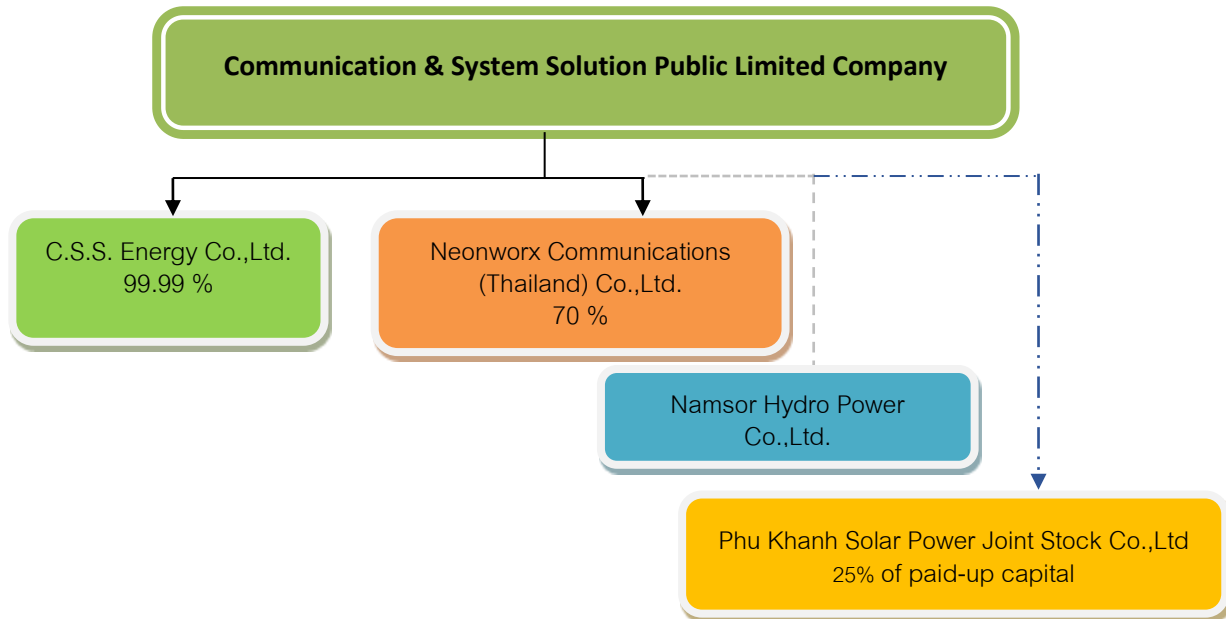 Communication & System Solution Public Limited Company
C.S.S. Energy Co.,Ltd.
99.99 %
Neonworx Communications
(Thailand) Co.,Ltd.
70 %
Namsor Hydro Power
Co.,Ltd.
Phu Khanh Solar Power Joint Stock Co.,Ltd
25% of paid-up capital